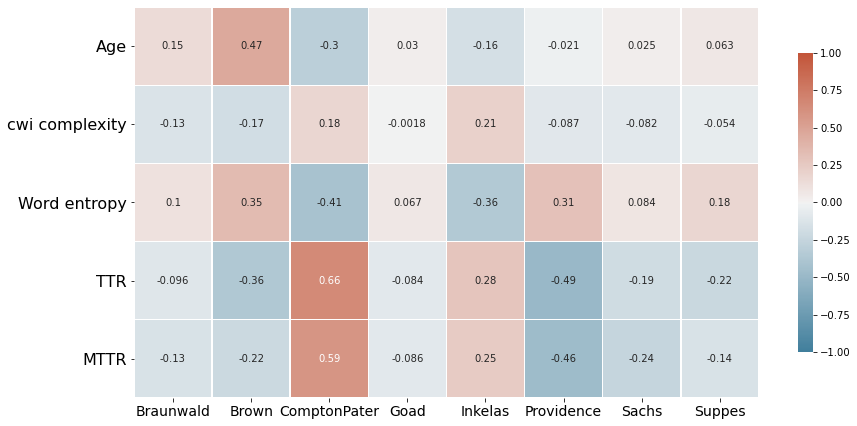 Age 0.15 0.47 -0.3 0.03 -0.16 -0.021 0.025 0.063
cwi complexity -0.13 -0.17 0.18 -0.0018 0.21 -0.087 -0.082 -0.054
Word entropy 0.1 0.35 -0.41 0.067 -0.36 0.31 0.084 0.18
TTR -0.096 -0.36 0.66 -0.084 0.28 -0.49 -0.19 -0.22
MTTR -0.13 -0.22 0.59 -0.086 0.25 -0.46 -0.24 -0.14
Braunwald Brown ComptonPater Goad Inkelas Providence Sachs Suppes
1.00
0.75
0.50
0.25
0.00
−0.25
−0.50
−0.75
−1.00